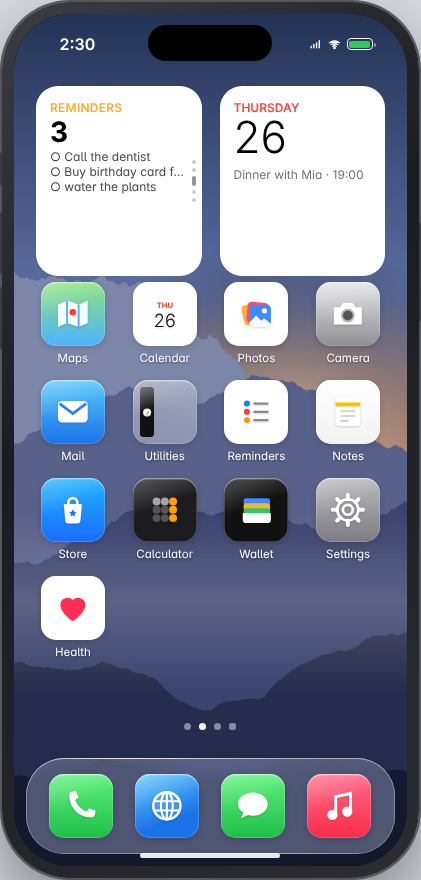 2:30
REMINDERS
3
Call the dentist
Buy birthday card f...
water the plants
THURSDAY
26
Dinner with Mia · 19:00
THU
26
Maps
Calendar
Photos
Camera
Mail
Utilities
Reminders
Notes
Store
Calculator
Wallet
Settings
Health